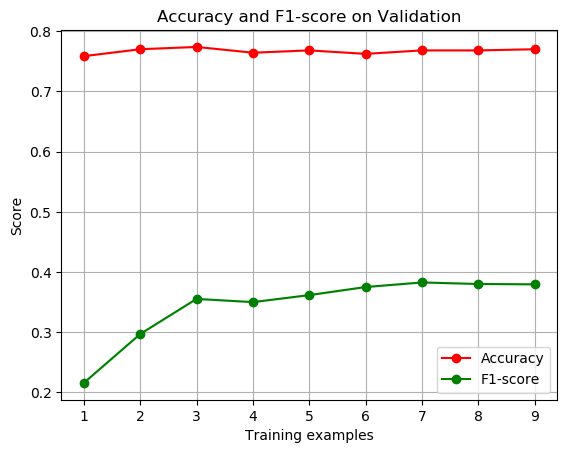 Accuracy and F1-score on Validation
0.8
0.7
0.6
0.5
0.4
0.3
0.2
Score
Accuracy
F1-score
1 2 3 4 5 6 7 8 9
Training examples